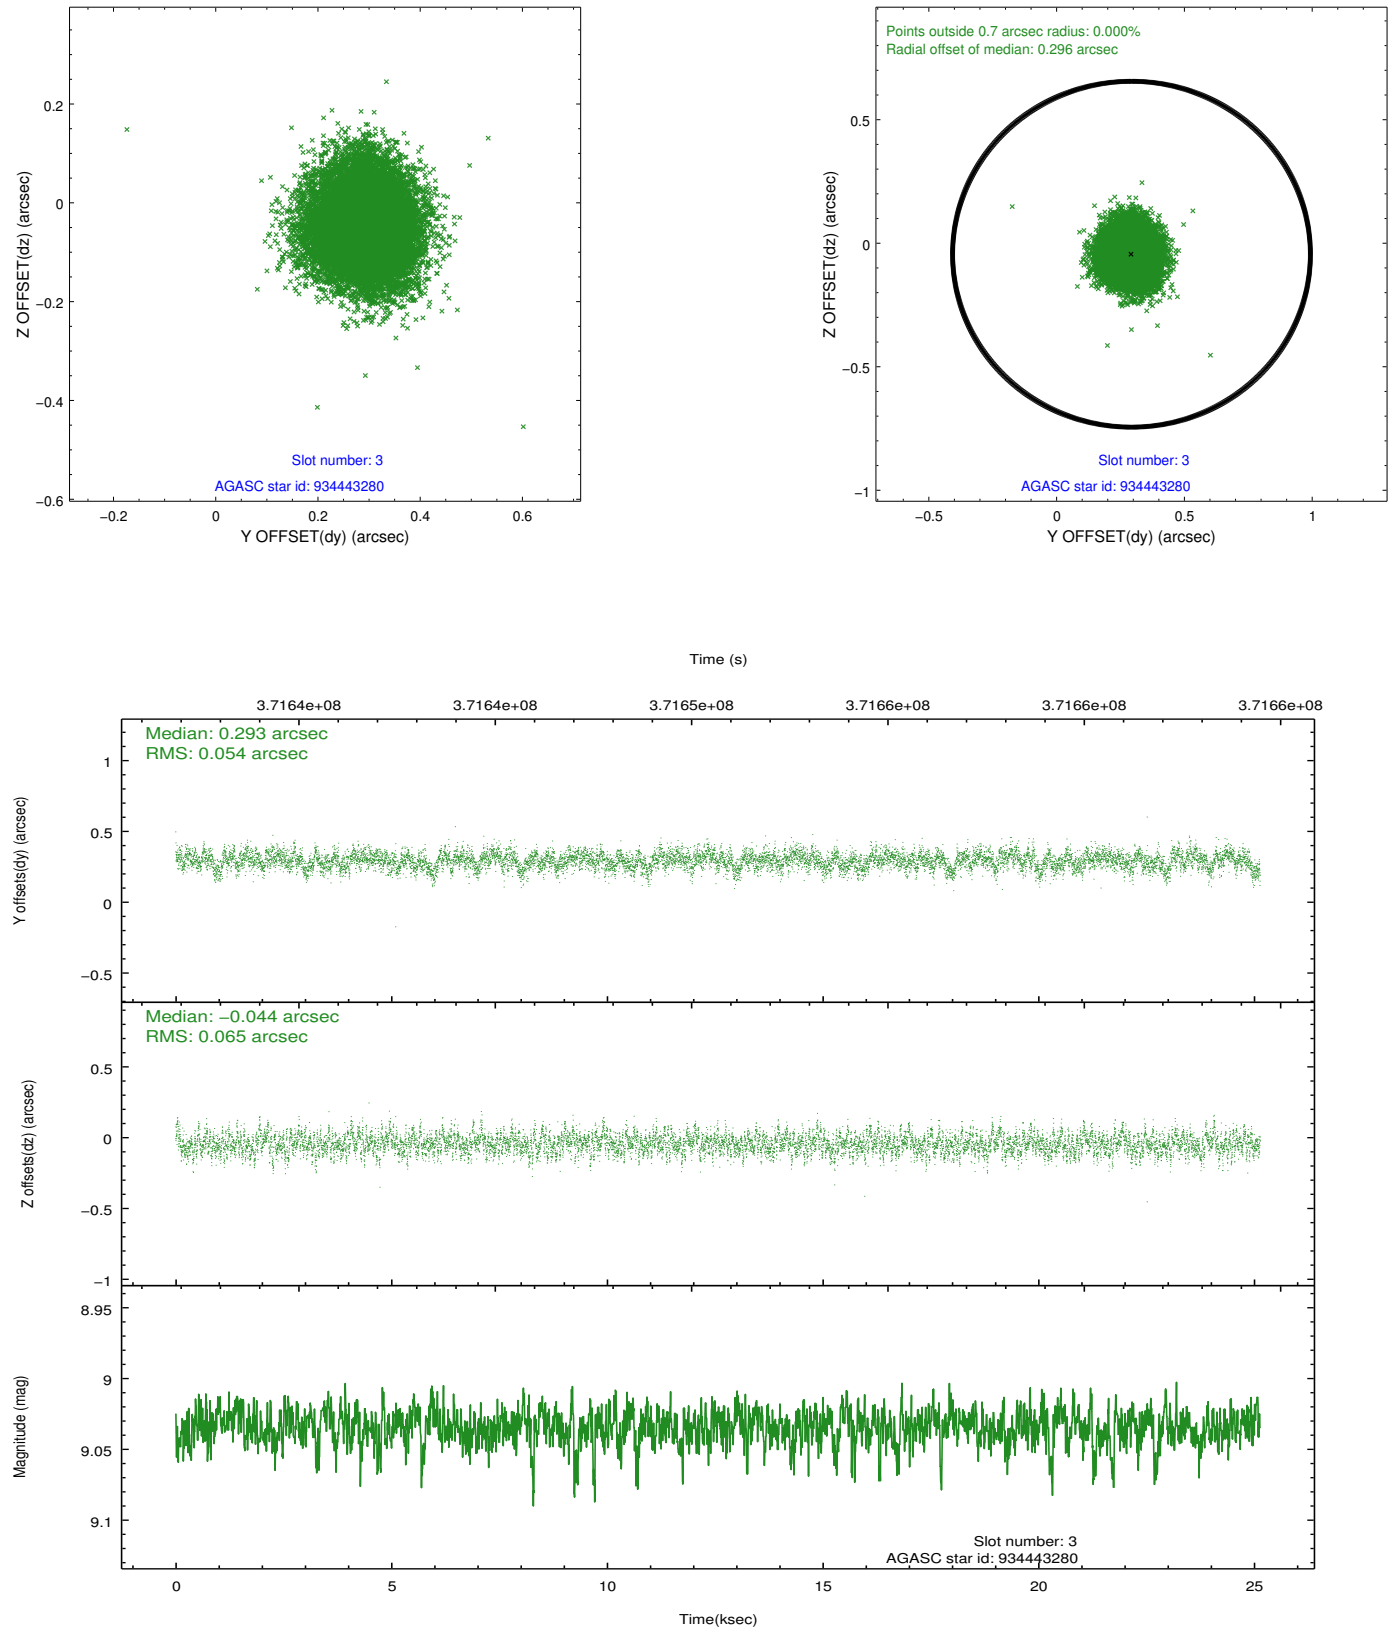 0.2
0
−0.2
−0.4
−0.6
Z OFFSET(dz) (arcsec)
Slot number: 3
AGASC star id: 934443280
−0.2 0 0.2 0.4 0.6
Y OFFSET(dy) (arcsec)
Points outside 0.7 arcsec radius: 0.000%
Radial offset of median: 0.296 arcsec
0.5
0
−0.5
−1
Z OFFSET(dz) (arcsec)
Slot number: 3
AGASC star id: 934443280
−0.5 0 0.5 1
Y OFFSET(dy) (arcsec)
Time (s)
3.7164e+08 3.7164e+08 3.7165e+08 3.7166e+08 3.7166e+08 3.7166e+08
Median: 0.293 arcsec
RMS: 0.054 arcsec
1
0.5
0
−0.5
Y offsets(dy) (arcsec)
Median: −0.044 arcsec
RMS: 0.065 arcsec
0.5
0
−0.5
−1
Z offsets(dz) (arcsec)
8.95
9
9.05
9.1
Magnitude (mag)
Slot number: 3
AGASC star id: 934443280
0 5 10 15 20 25
Time(ksec)